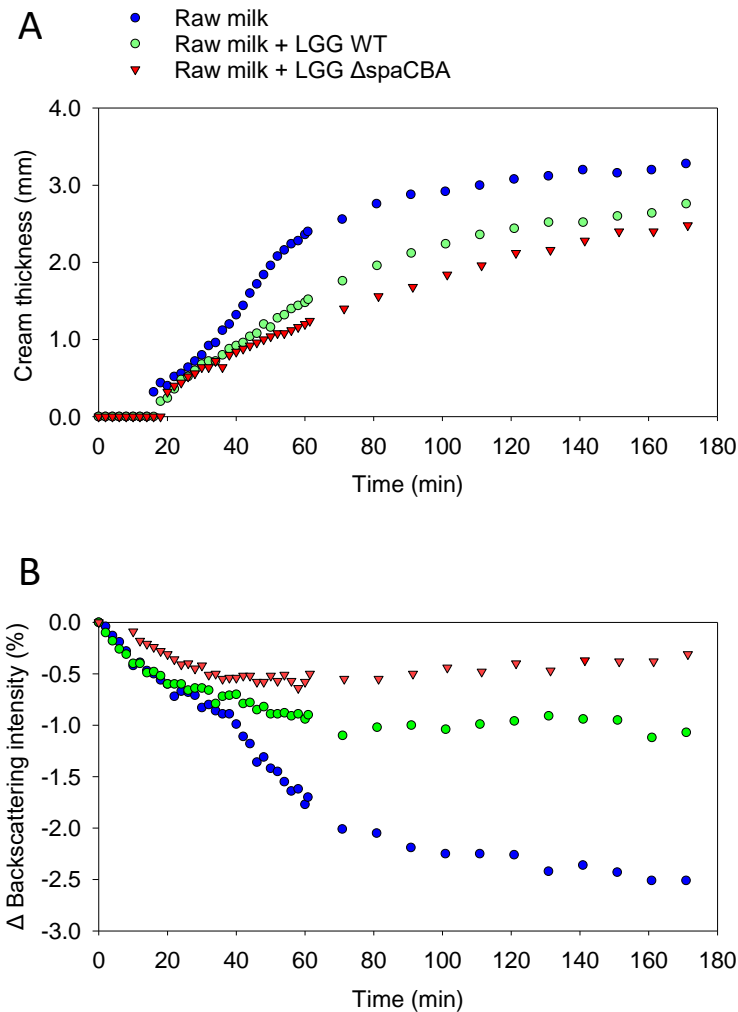 A
Raw milk
Raw milk + LGG WT
Raw milk + LGG ΔspaCBA
4.0
3.0
2.0
1.0
0.0
Cream thickness (mm)
0 20 40 60 80 100 120 140 160 180
Time (min)
B
0.0
-0.5
-1.0
-1.5
-2.0
-2.5
-3.0
Δ Backscattering intensity (%)
0 20 40 60 80 100 120 140 160 180
Time (min)